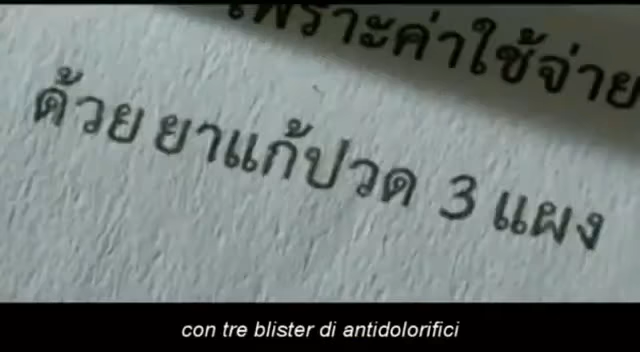 เพราะค่าใช้จ่าย
ด้วย ยาแก้ปวด 3 แผง
con tre blister di antidolorifici